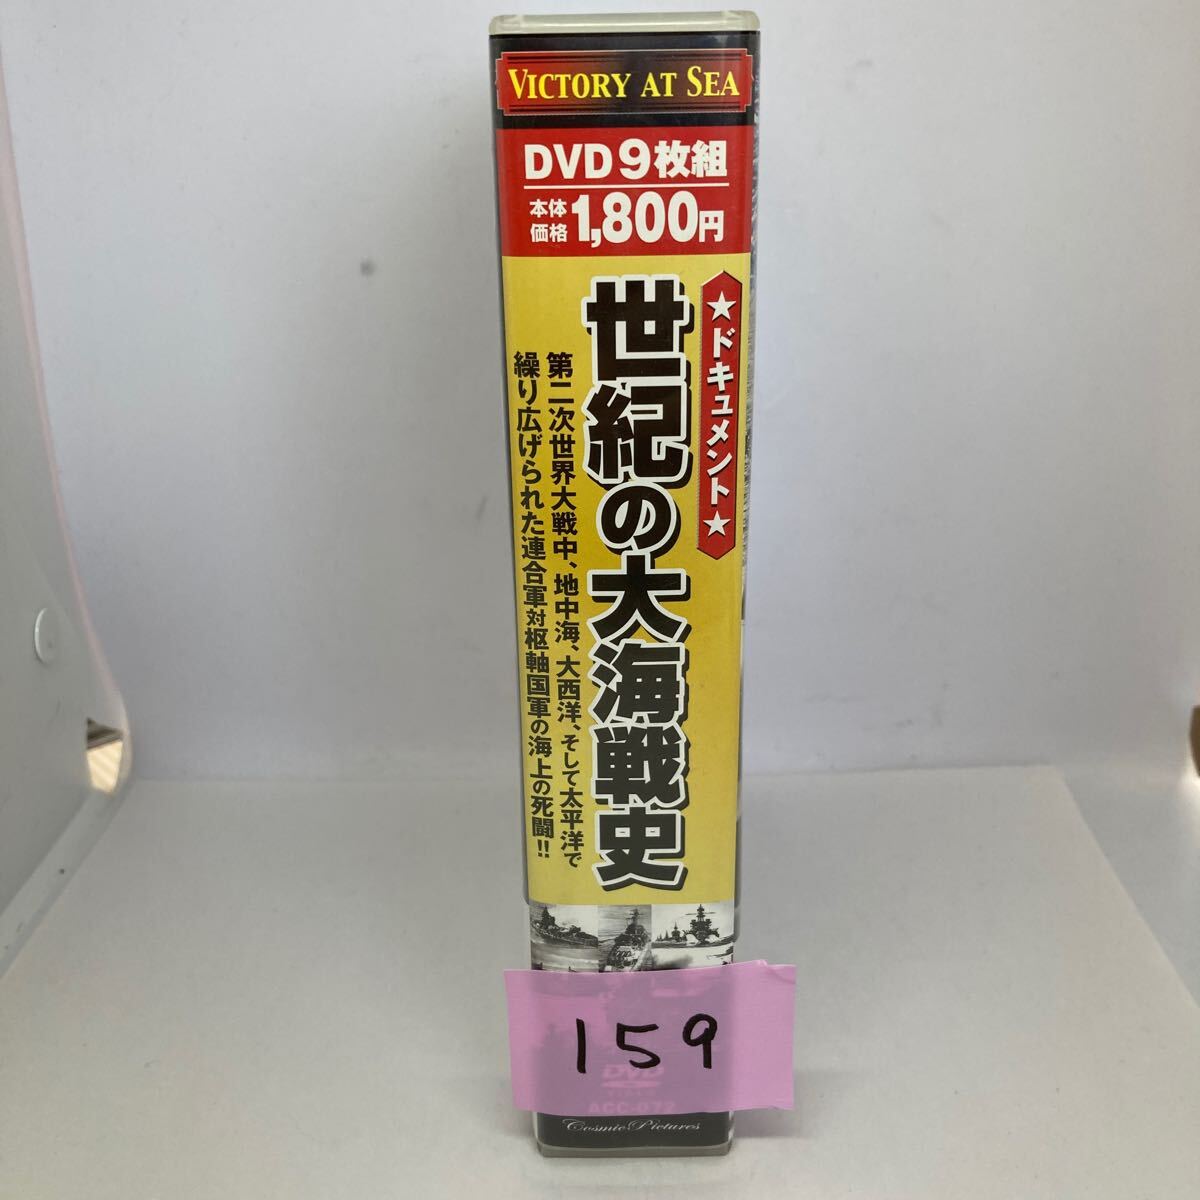 VICTORY AT SEA
DVD9枚組
本体
価格
1,800円
★ドキュメント★
世紀の大海戦史
第二次世界大戦中、地中海、大西洋、そして太平洋で
繰り広げられた連合軍対枢軸国軍の海上の死闘!!
159
DVD
VIDEO
ACC-072
Cosmic Pictures